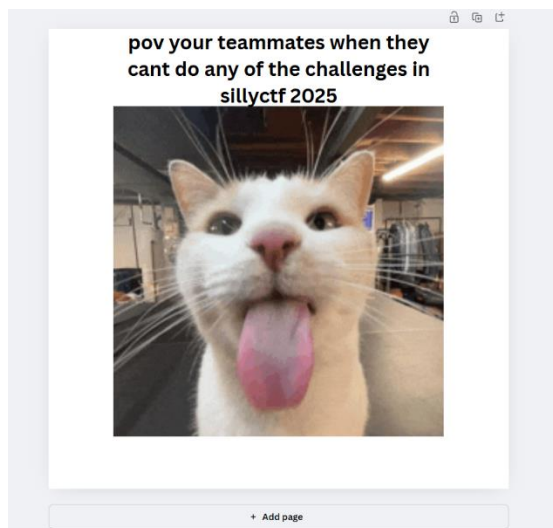 pov your teammates when they
cant do any of the challenges in
sillyctf 2025
+ Add page